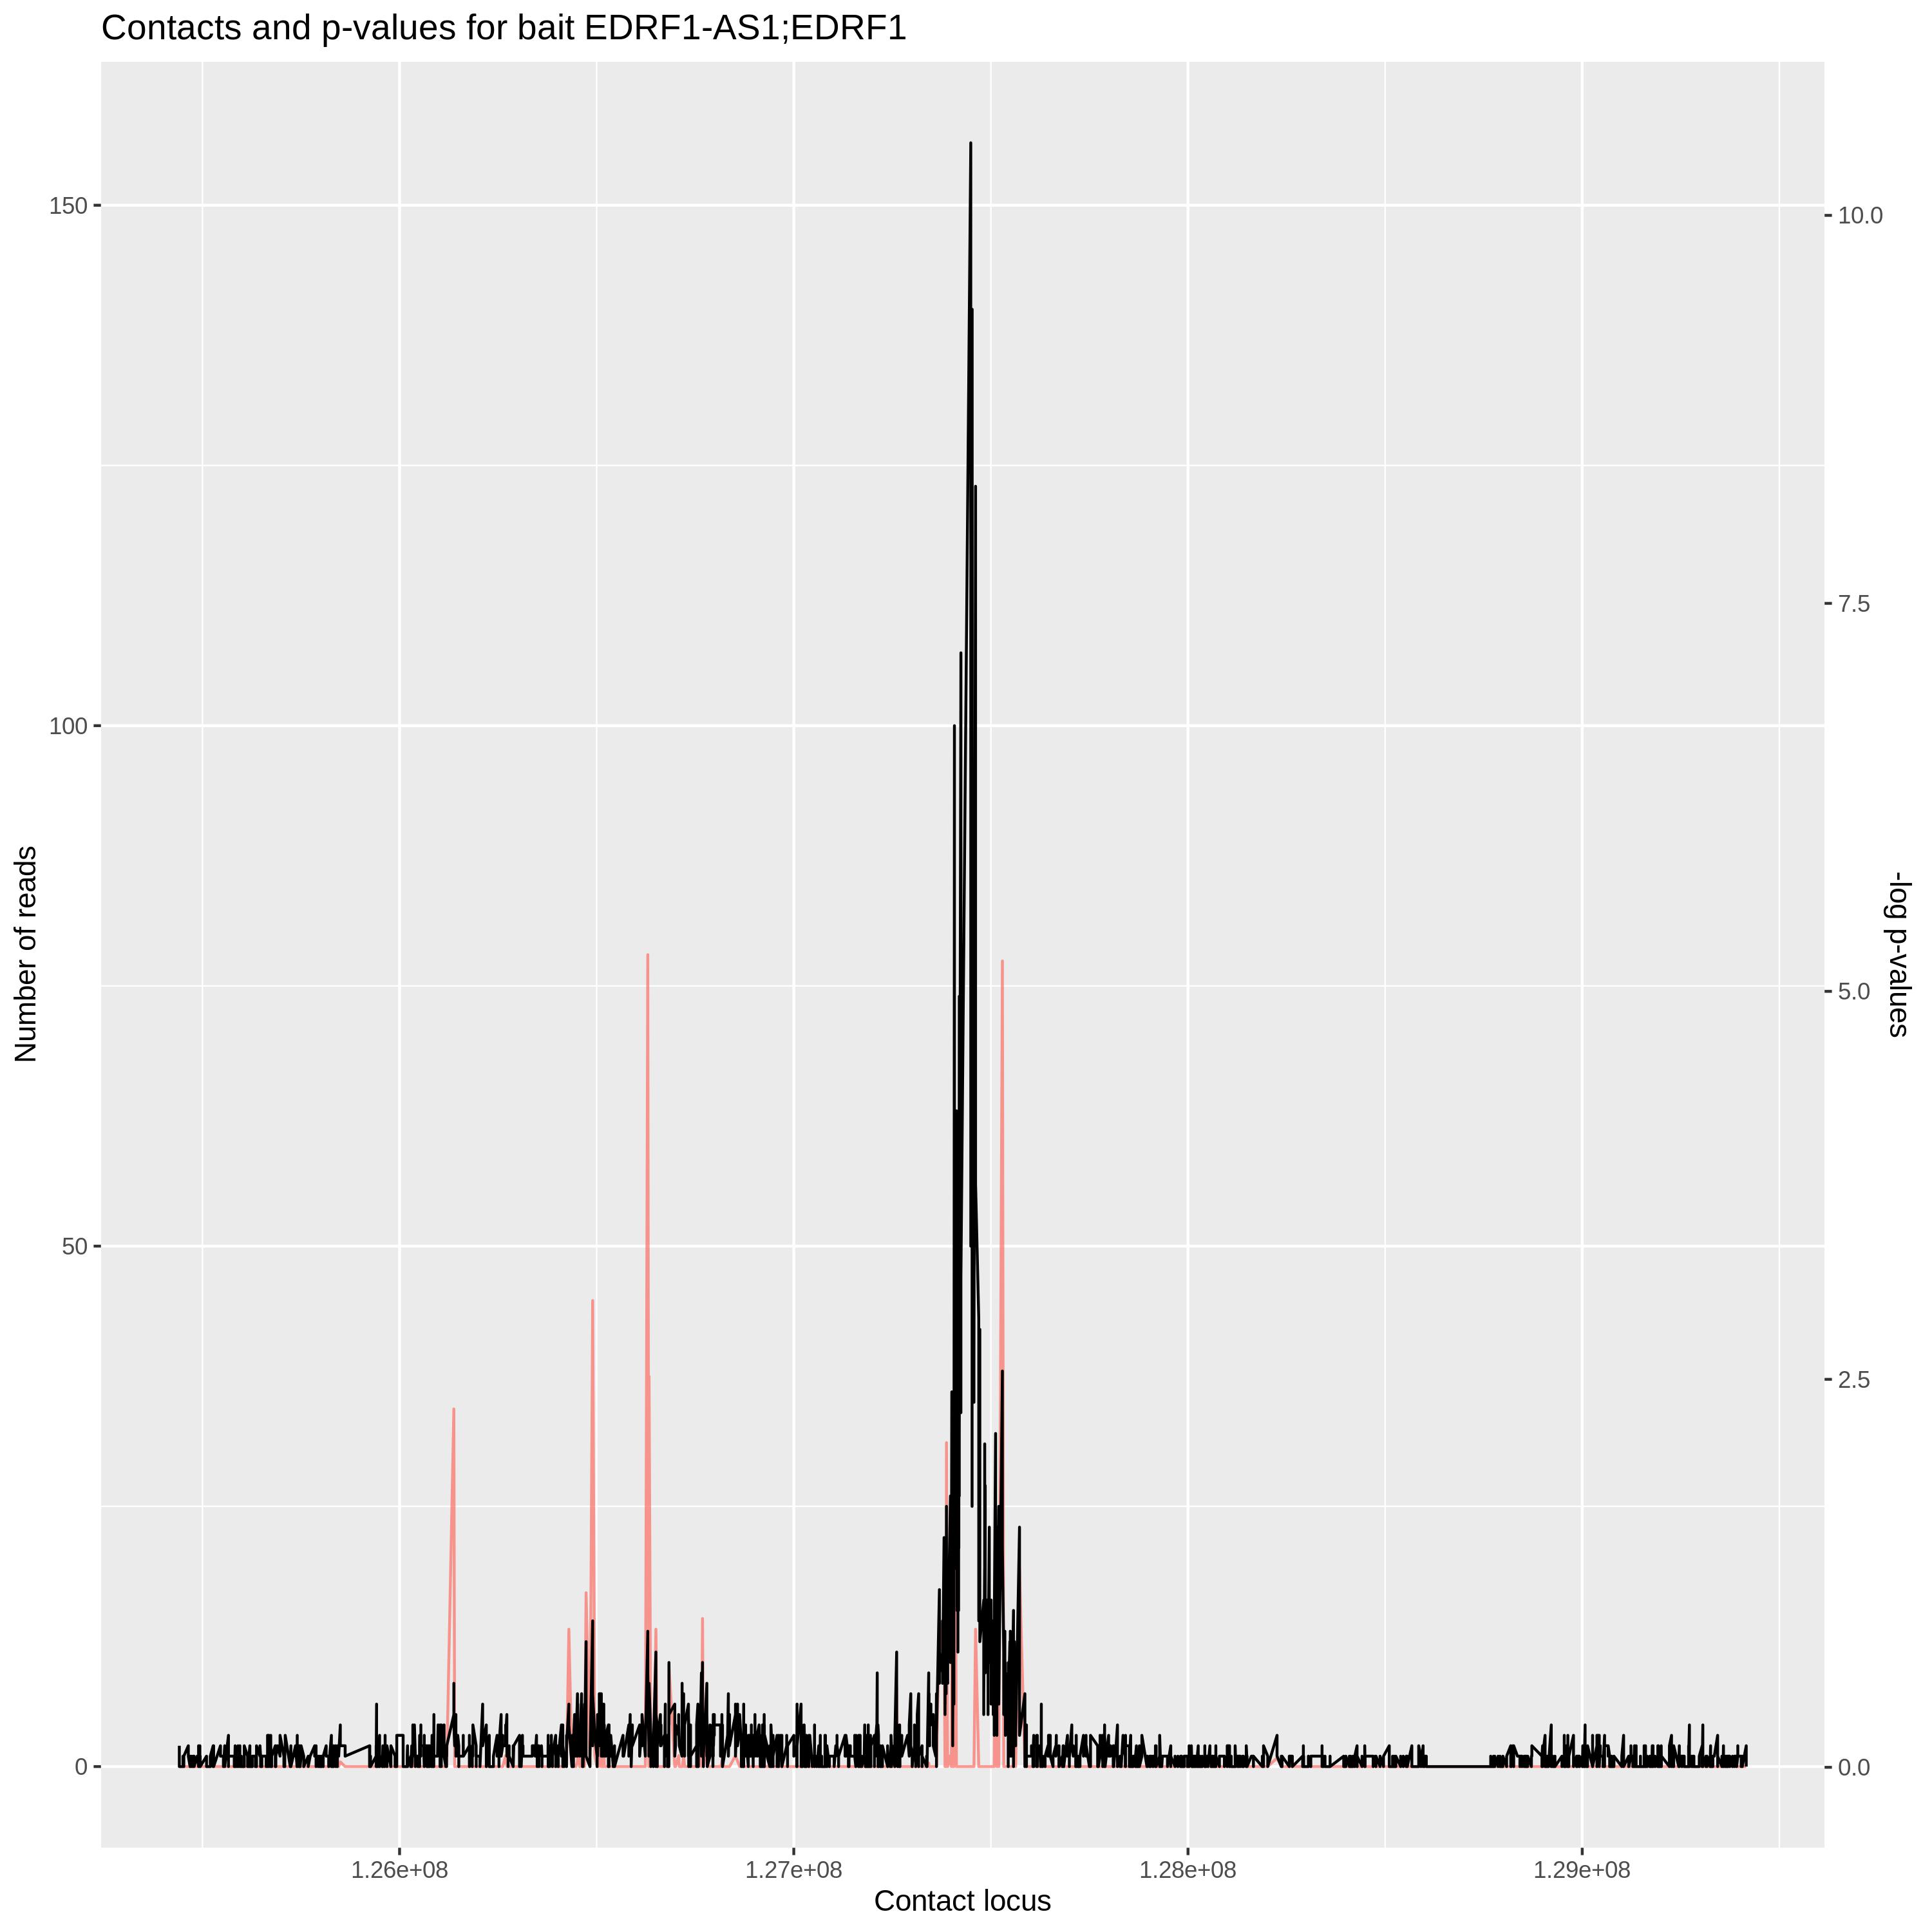 Contacts and p-values for bait EDRF1-AS1;EDRF1
150
100
50
0
Number of reads
10.0
7.5
5.0
2.5
0.0
-log p-values
1.26e+08
1.27e+08
1.28e+08
1.29e+08
Contact locus